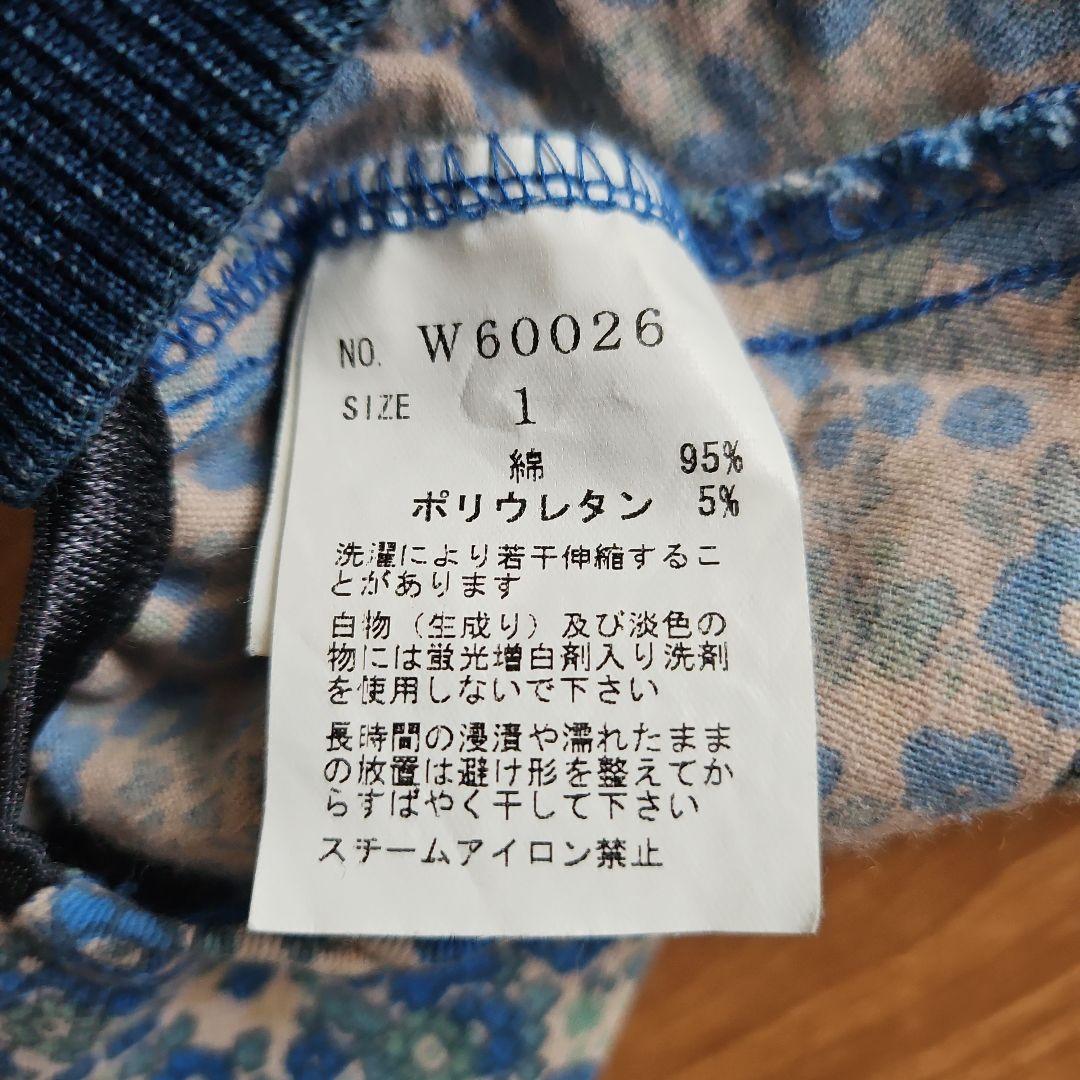 NO. W60026
SIZE 1
綿 95%
ポリウレタン 5%
洗濯により若干伸縮するこ
とがあります
白物（生成り）及び淡色の
物には蛍光増白剤入り洗剤
を使用しないで下さい
長時間の浸漬や濡れたまま
の放置は避け形を整えてか
らすばやく干して下さい
スチームアイロン禁止